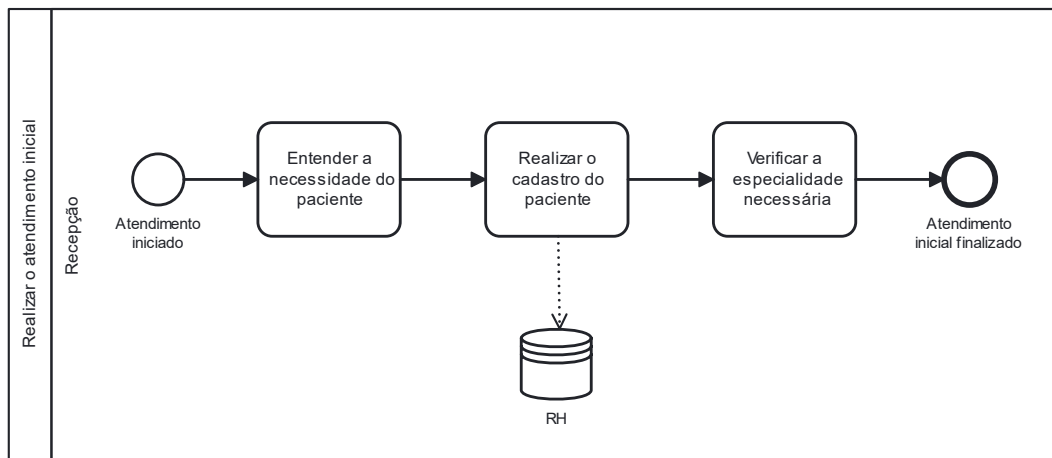 Realizar o atendimento inicial
Recepção
Atendimento
iniciado
Entender a
necessidade do
paciente
Realizar o
cadastro do
paciente
Verificar a
especialidade
necessária
Atendimento
inicial finalizado
RH